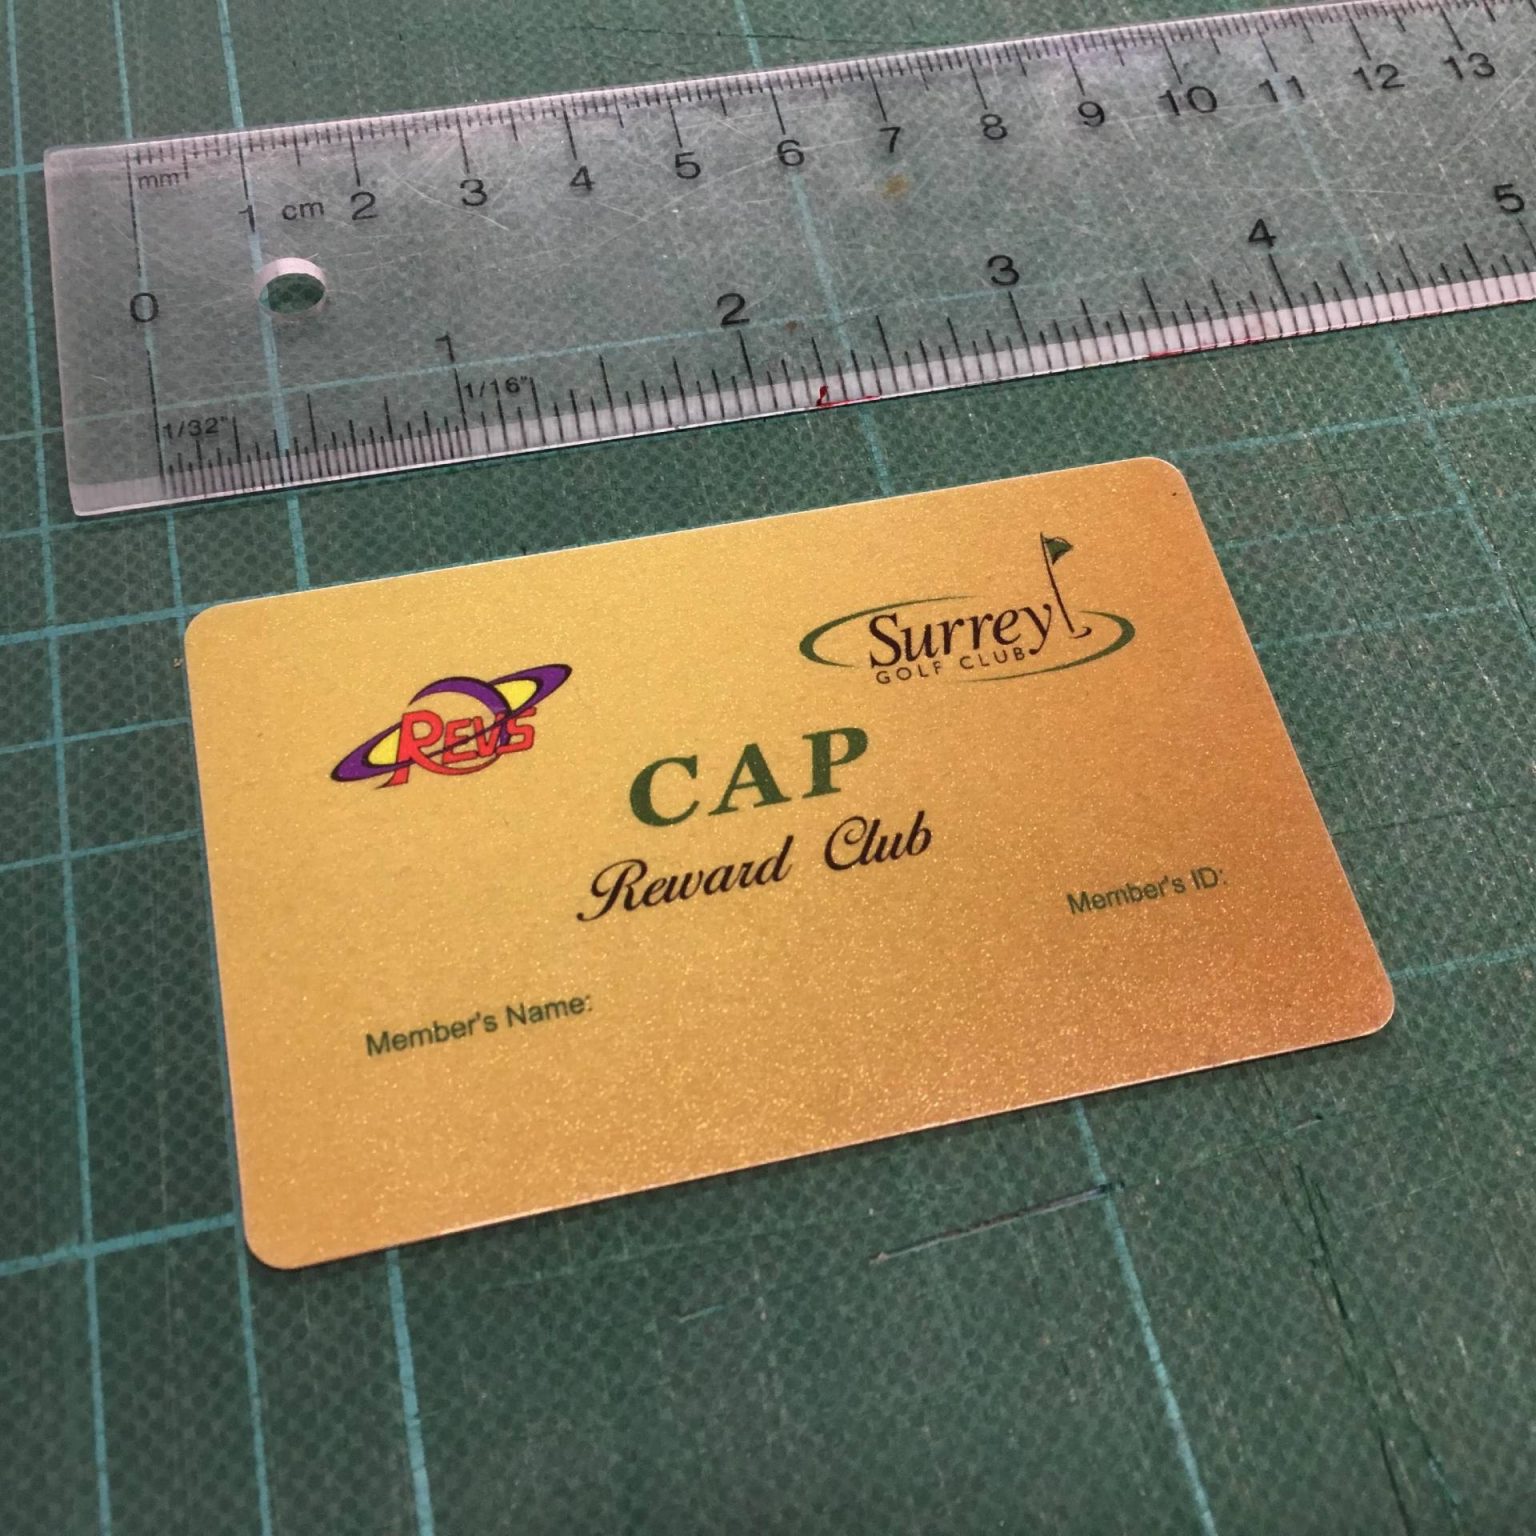 mm
1 cm 2 3 4 5 6 7 8 9 10 11 12 13
0
1 2 3 4 5
1/32" 1/16"
Surrey
GOLF CLUB
REVS
CAP
Reward Club
Member's ID:
Member's Name: